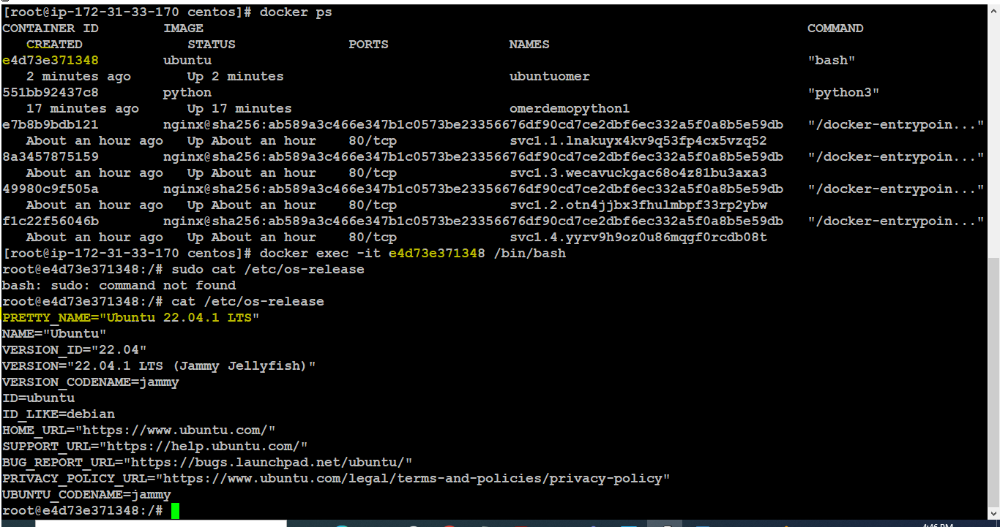 [root@ip-172-31-33-170 centos]# docker ps
CONTAINER ID        IMAGE                                                                           COMMAND
   CREATED             STATUS              PORTS               NAMES
e4d73e371348        ubuntu                                                                          "bash"
   2 minutes ago       Up 2 minutes                            ubuntuomer
551bb92437c8        python                                                                          "python3"
   17 minutes ago      Up 17 minutes                           omerdemopython1
e7b8b9bdb121        nginx@sha256:ab589a3c466e347b1c0573be23356676df90cd7ce2dbf6ec332a5f0a8b5e59db   "/docker-entrypoin..."
   About an hour ago   Up About an hour    80/tcp              svc1.1.lnakuyx4kv9q53fp4cx5vzq52
8a3457875159        nginx@sha256:ab589a3c466e347b1c0573be23356676df90cd7ce2dbf6ec332a5f0a8b5e59db   "/docker-entrypoin..."
   About an hour ago   Up About an hour    80/tcp              svc1.3.wecavuckgac68o4z81bu3axa3
49980c9f505a        nginx@sha256:ab589a3c466e347b1c0573be23356676df90cd7ce2dbf6ec332a5f0a8b5e59db   "/docker-entrypoin..."
   About an hour ago   Up About an hour    80/tcp              svc1.2.otn4jjbx3fhulmbpf33rp2ybw
f1c22f56046b        nginx@sha256:ab589a3c466e347b1c0573be23356676df90cd7ce2dbf6ec332a5f0a8b5e59db   "/docker-entrypoin..."
   About an hour ago   Up About an hour    80/tcp              svc1.4.yyrv9h9oz0u86mqgf0rcdb08t
[root@ip-172-31-33-170 centos]# docker exec -it e4d73e371348 /bin/bash
root@e4d73e371348:/# sudo cat /etc/os-release
bash: sudo: command not found
root@e4d73e371348:/# cat /etc/os-release
PRETTY_NAME="Ubuntu 22.04.1 LTS"
NAME="Ubuntu"
VERSION_ID="22.04"
VERSION="22.04.1 LTS (Jammy Jellyfish)"
VERSION_CODENAME=jammy
ID=ubuntu
ID_LIKE=debian
HOME_URL="https://www.ubuntu.com/"
SUPPORT_URL="https://help.ubuntu.com/"
BUG_REPORT_URL="https://bugs.launchpad.net/ubuntu/"
PRIVACY_POLICY_URL="https://www.ubuntu.com/legal/terms-and-policies/privacy-policy"
UBUNTU_CODENAME=jammy
root@e4d73e371348:/#
4:46 PM